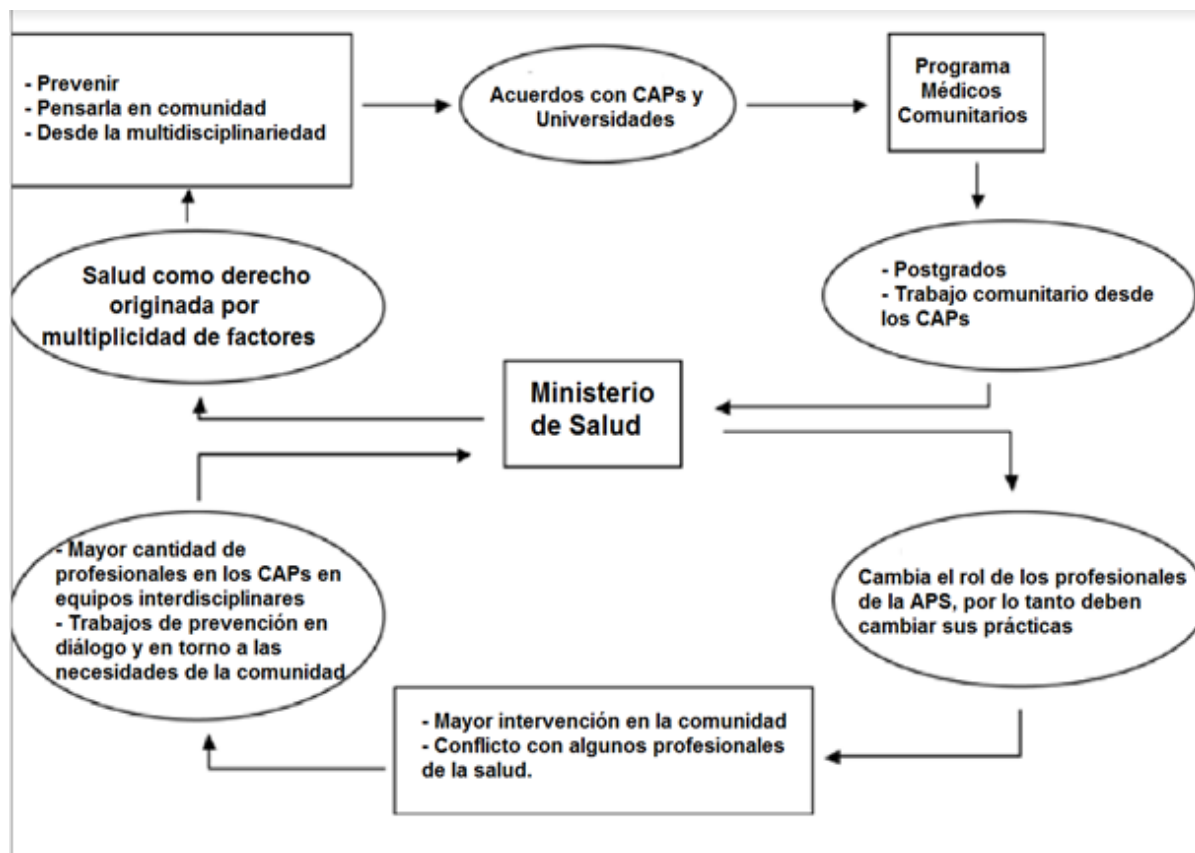 - Prevenir
- Pensarla en comunidad
- Desde la multidisciplinariedad
Acuerdos con CAPs y
Universidades
Programa
Médicos
Comunitarios
Salud como derecho
originada por
multiplicidad de factores
- Postgrados
- Trabajo comunitario desde
los CAPs
Ministerio
de Salud
- Mayor cantidad de
profesionales en los CAPs en
equipos interdisciplinares
- Trabajos de prevención en
diálogo y en torno a las
necesidades de la comunidad
Cambia el rol de los profesionales
de la APS, por lo tanto deben
cambiar sus prácticas
- Mayor intervención en la comunidad
- Conflicto con algunos profesionales
de la salud.